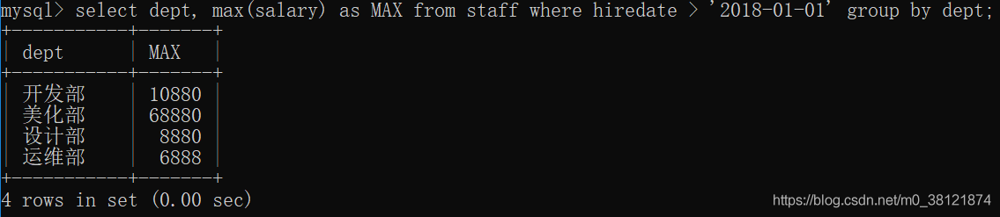 mysql> select dept, max(salary) as MAX from staff where hiredate > '2018-01-01' group by dept;
+-----------+-------+
| dept      | MAX   |
+-----------+-------+
| 开发部    | 10880 |
| 美化部    | 68880 |
| 设计部    |  8880 |
| 运维部    |  6888 |
+-----------+-------+
4 rows in set (0.00 sec)
https://blog.csdn.net/m0_38121874